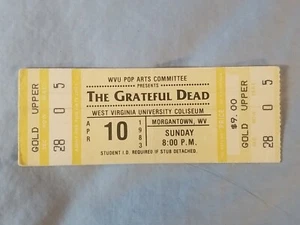 GOLD UPPER
28 0 5
WVU POP ARTS COMMITTEE
PRESENTS
THE GRATEFUL DEAD
WEST VIRGINIA UNIVERSITY COLISEUM
APR 10 1983
MORGANTOWN, WV
SUNDAY
8:00 P.M.
STUDENT I.D. REQUIRED IF STUB DETACHED.
$9.00
GOLD UPPER
28 0 5